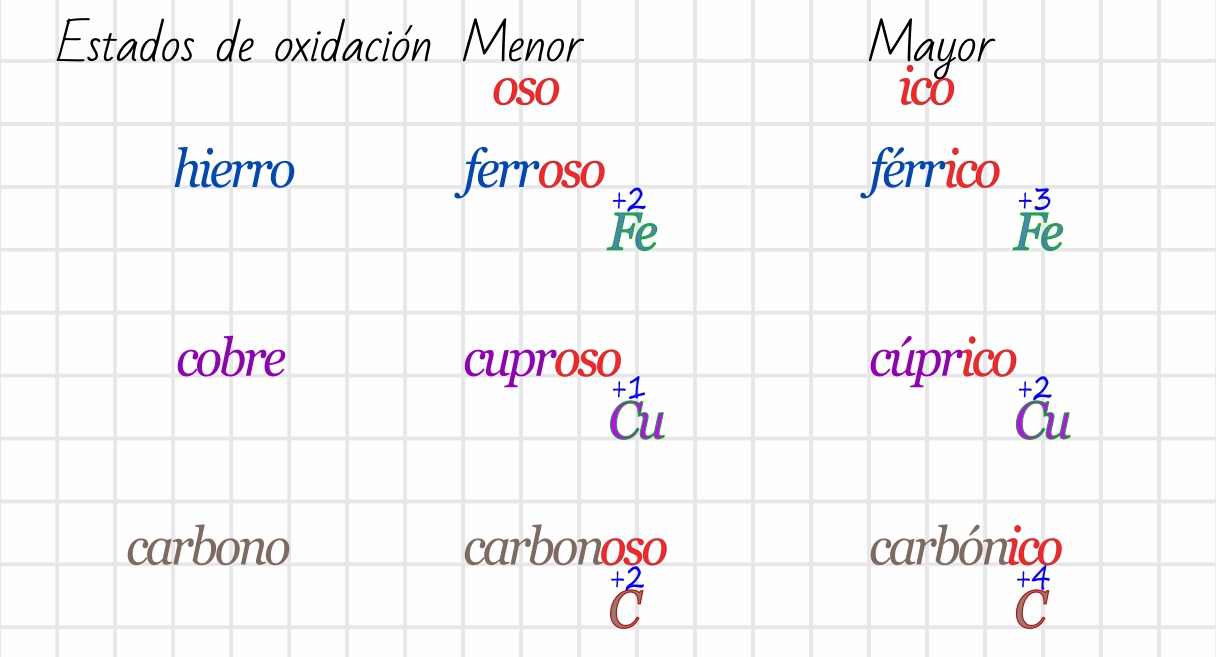 Estados de oxidación Menor Mayor
oso ico
hierro ferroso férrico
+2 +3
Fe Fe
cobre cuproso cúprico
+1 +2
Cu Cu
carbono carbonoso carbónico
+2 +4
C C